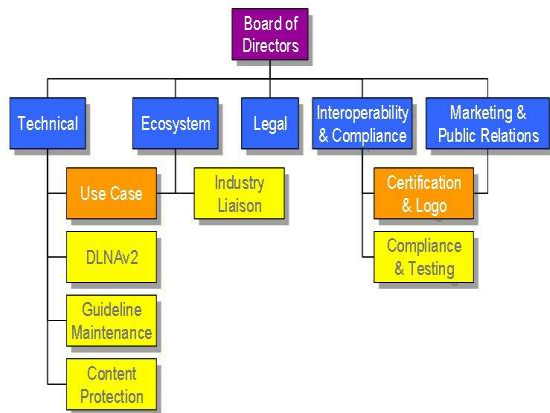 Board of
Directors
Technical
Ecosystem
Legal
Interoperability
& Compliance
Marketing &
Public Relations
Use Case
Industry
Liaison
Certification
& Logo
DLNAv2
Compliance
& Testing
Guideline
Maintenance
Content
Protection